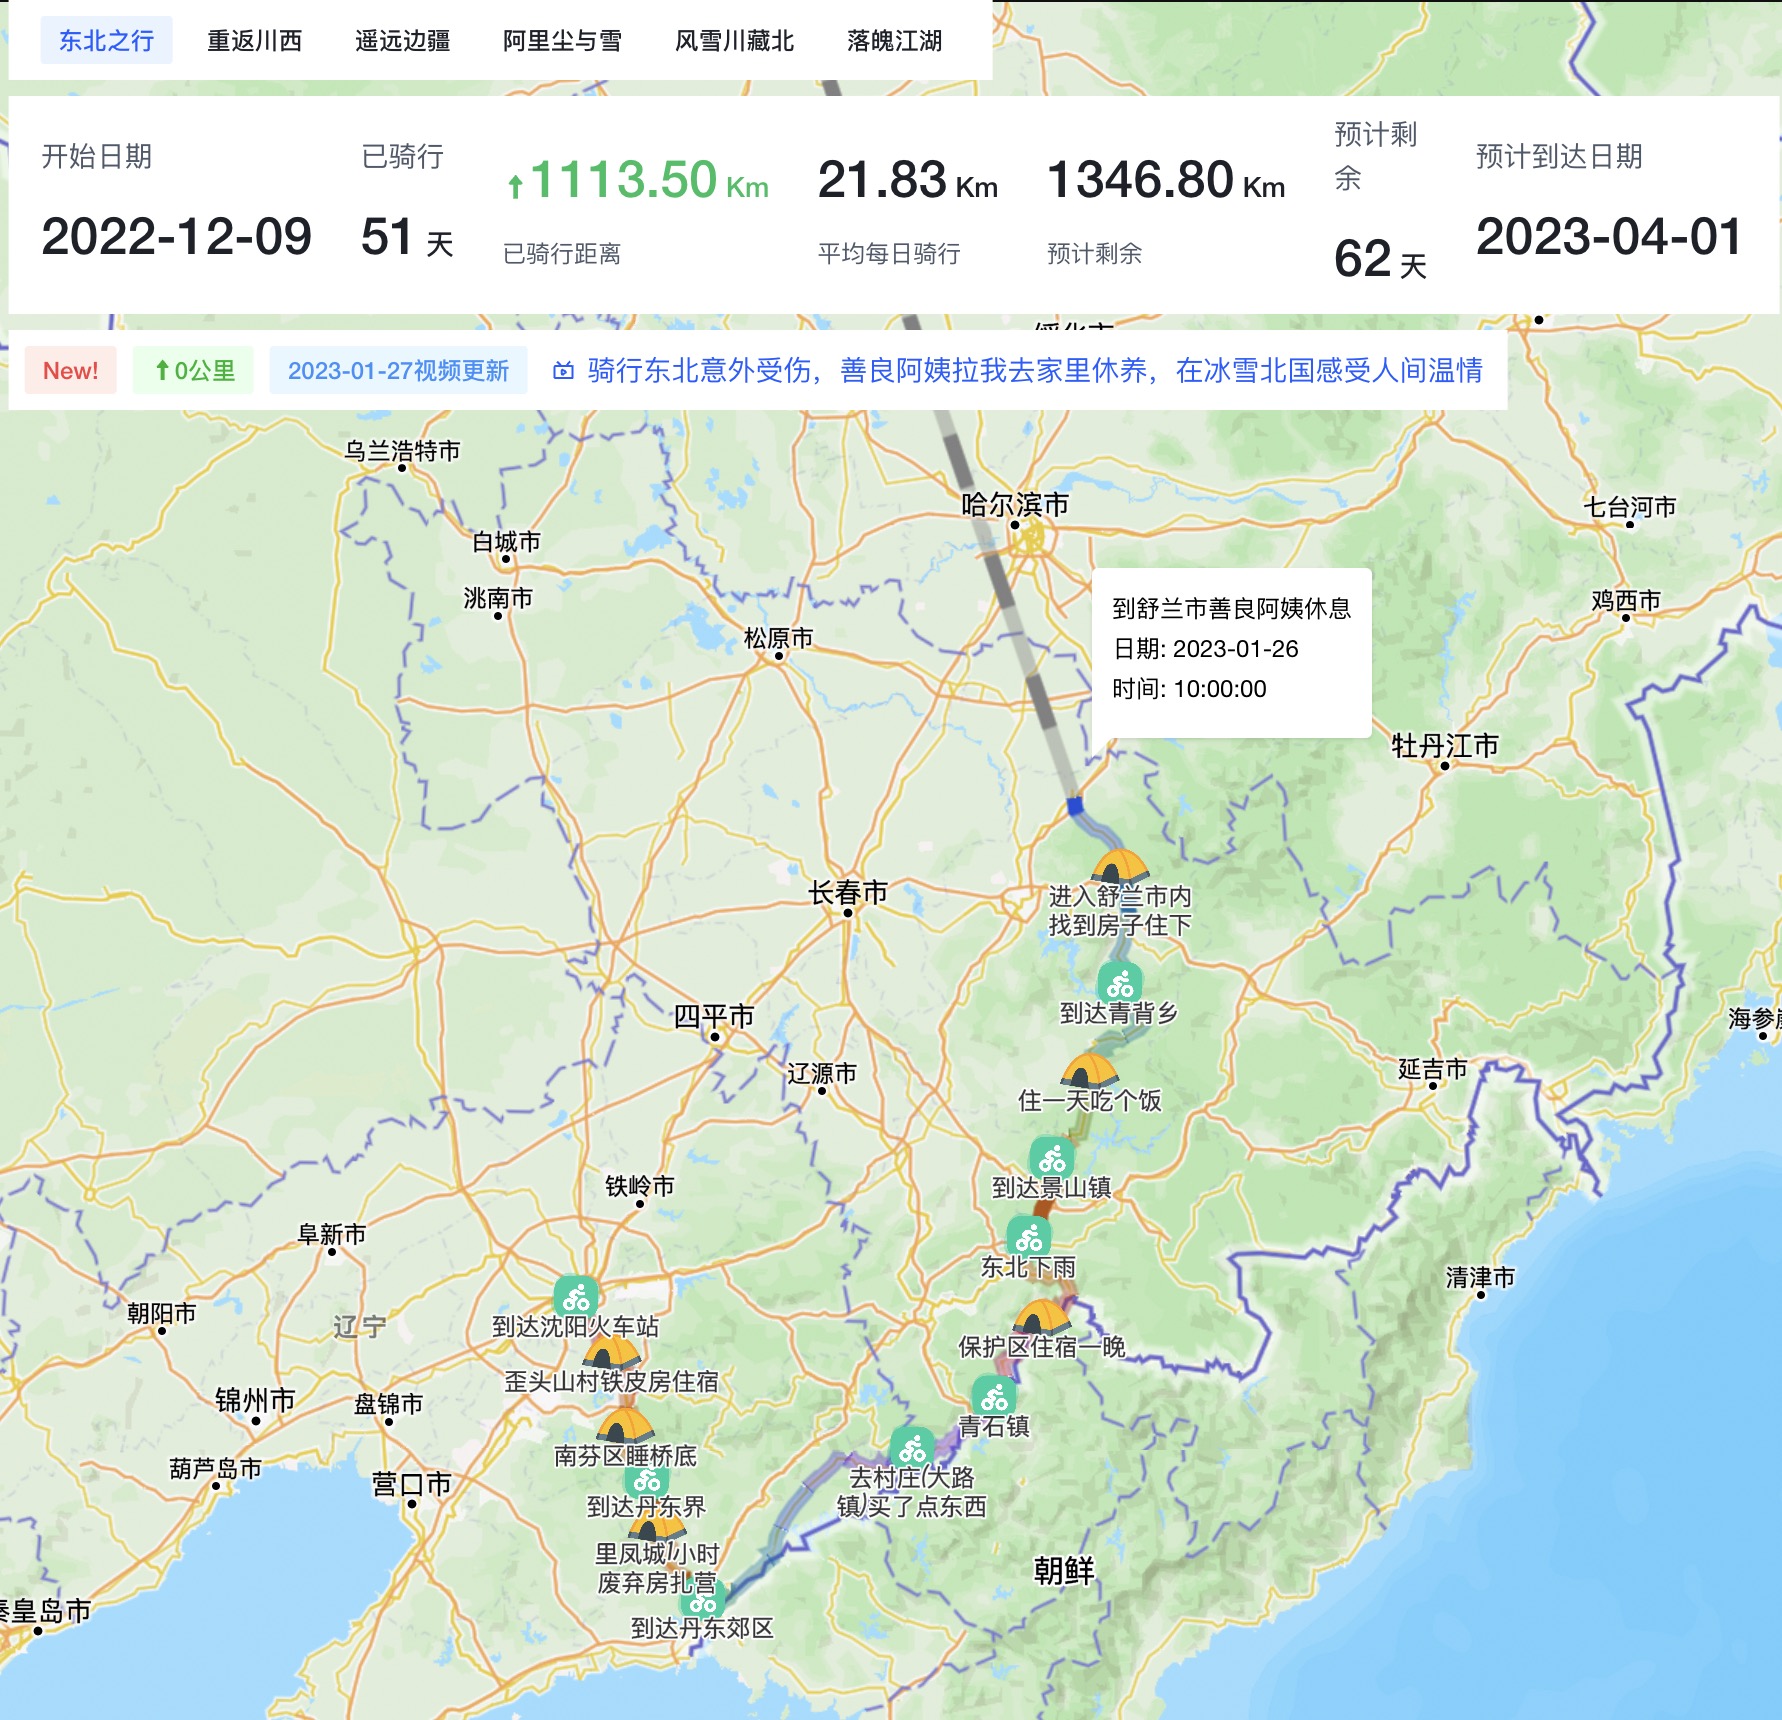 东北之行 重返川西 遥远边疆 阿里尘与雪 风雪川藏北 落魄江湖
开始日期
2022-12-09
已骑行
51 天
1113.50 Km
已骑行距离
21.83 Km
平均每日骑行
1346.80 Km
预计剩余
预计剩
余
62 天
预计到达日期
2023-04-01
绥化市
New! 0公里 2023-01-27视频更新 骑行东北意外受伤，善良阿姨拉我去家里休养，在冰雪北国感受人间温情
乌兰浩特市
哈尔滨市
七台河市
白城市
洮南市
鸡西市
到舒兰市善良阿姨休息
日期: 2023-01-26
时间: 10:00:00
松原市
牡丹江市
长春市
进入舒兰市内
找到房子住下
到达青背乡
四平市
海参崴
辽源市
延吉市
住一天吃个饭
铁岭市
到达景山镇
阜新市
东北下雨
清津市
朝阳市
辽宁
到达沈阳火车站
保护区住宿一晚
歪头山村铁皮房住宿
锦州市
盘锦市
青石镇
南芬区睡桥底
葫芦岛市
营口市
去村庄(大路
镇)买了点东西
到达丹东界
里凤城1小时
废弃房扎营
朝鲜
秦皇岛市
到达丹东郊区